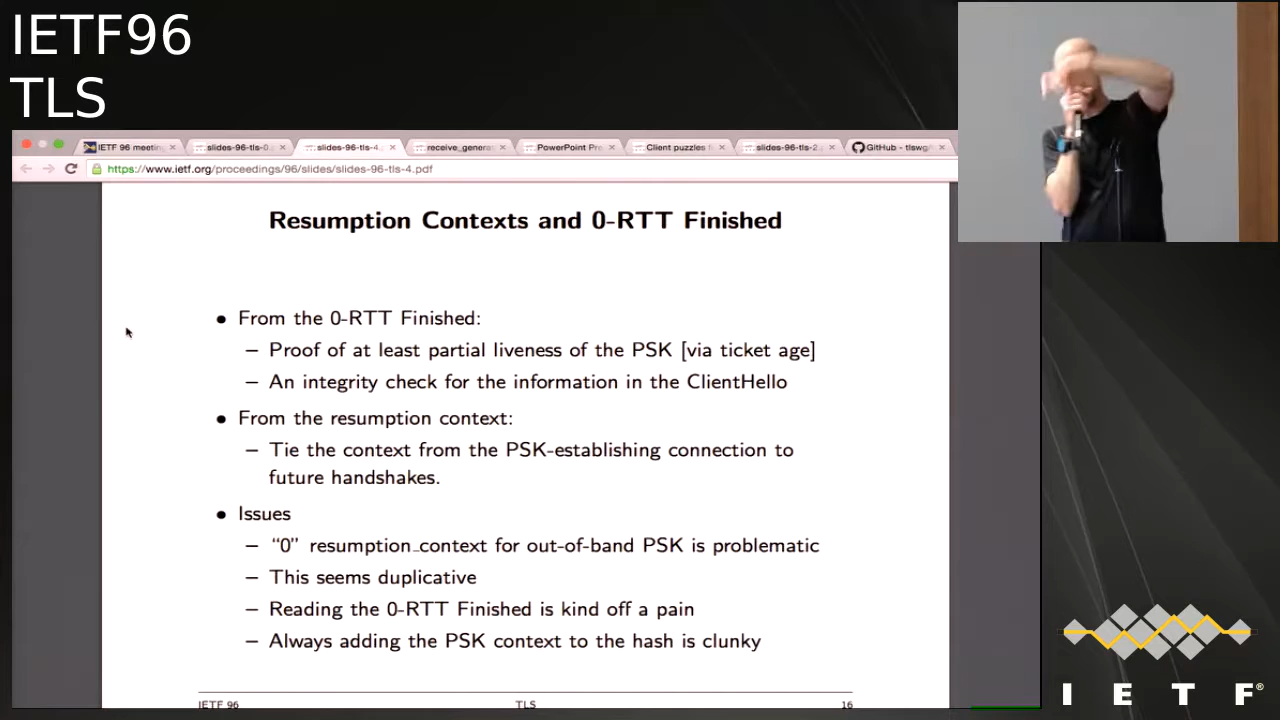 IETF96
TLS
IETF 96 meetin
slides-96-tls-0.
slides-96-tls-4.
receive_genera
PowerPoint Pre
Client puzzles f
slides-96-tls-2
GitHub - tlswg/
https://www.ietf.org/proceedings/96/slides/slides-96-tls-4.pdf
Resumption Contexts and 0-RTT Finished
• From the 0-RTT Finished:
– Proof of at least partial liveness of the PSK [via ticket age]
– An integrity check for the information in the ClientHello
• From the resumption context:
– Tie the context from the PSK-establishing connection to
future handshakes.
• Issues
– “0” resumption_context for out-of-band PSK is problematic
– This seems duplicative
– Reading the 0-RTT Finished is kind off a pain
– Always adding the PSK context to the hash is clunky
IETF 96 TLS 16
I E T F®